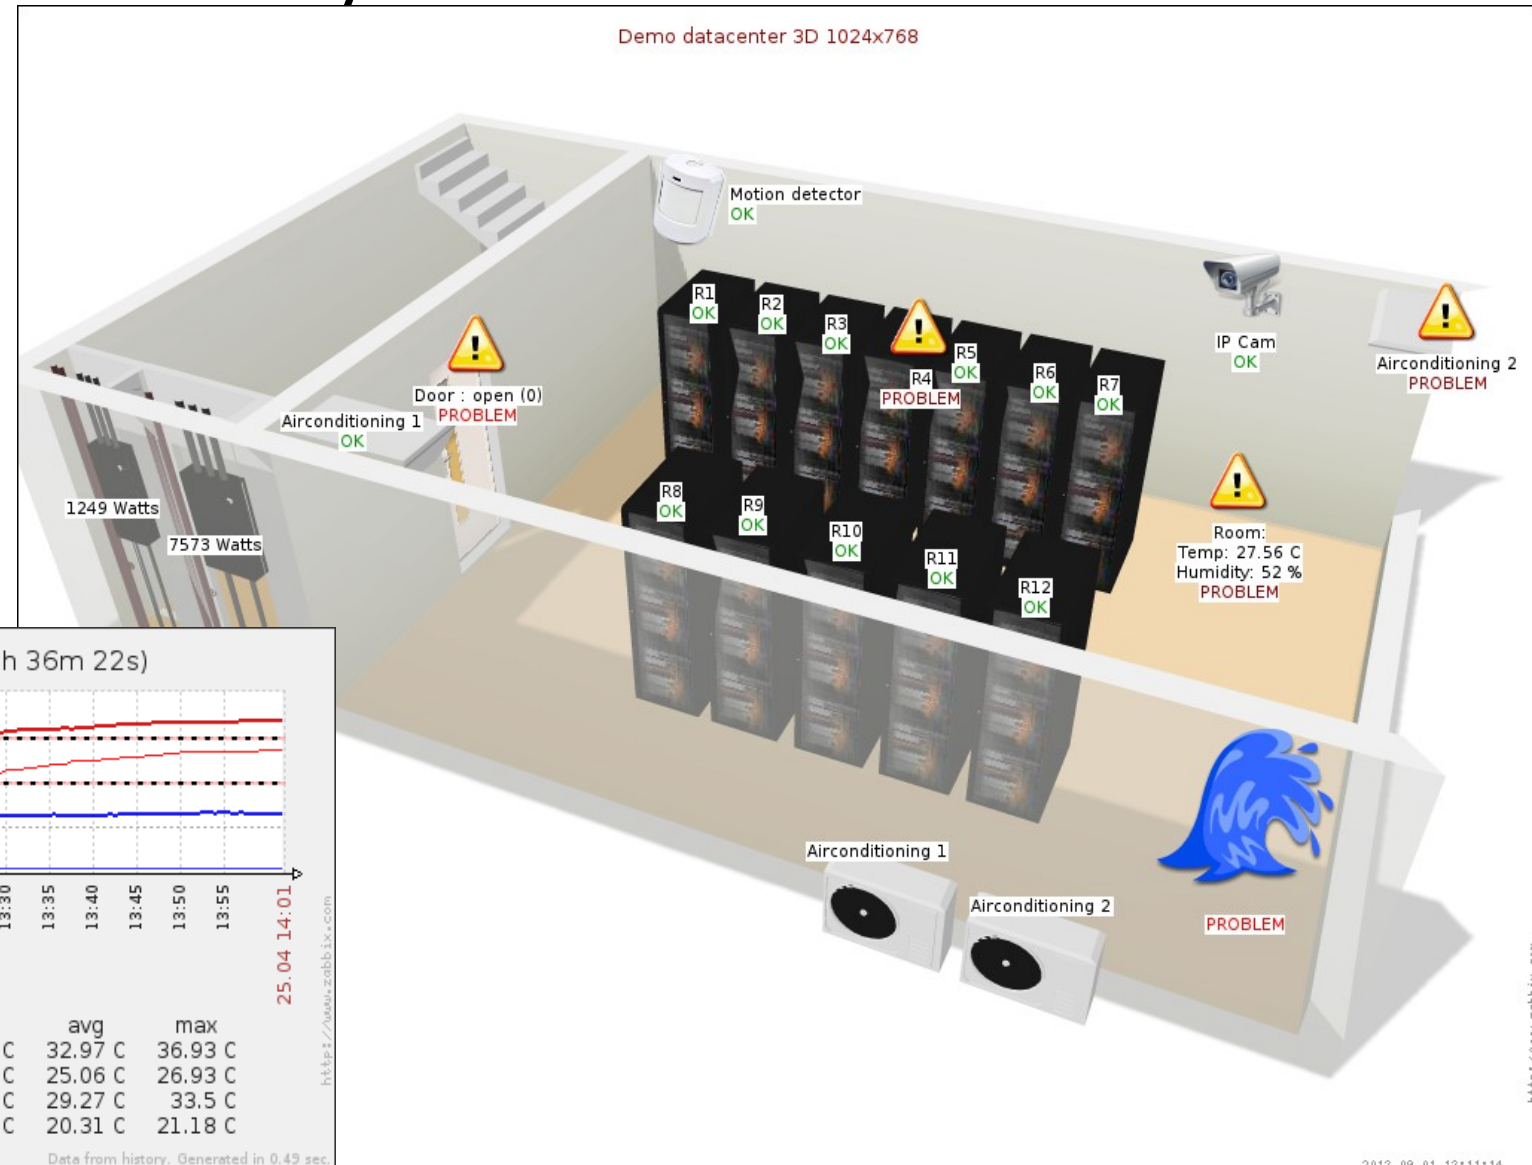 Demo datacenter 3D 1024x768
Motion detector
OK
R1
OK
R2
OK
R3
OK
R4
PROBLEM
R5
OK
R6
OK
R7
OK
IP Cam
OK
Airconditioning 2
PROBLEM
Door : open (0)
PROBLEM
Airconditioning 1
OK
1249 Watts
7573 Watts
R8
OK
R9
OK
R10
OK
R11
OK
R12
OK
Room:
Temp: 27.56 C
Humidity: 52 %
PROBLEM
Airconditioning 1
Airconditioning 2
PROBLEM
h 36m 22s)
13:30
13:35
13:40
13:45
13:50
13:55
25.04 14:01
http://www.zabbix.com
avg max
C 32.97 C 36.93 C
C 25.06 C 26.93 C
C 29.27 C 33.5 C
C 20.31 C 21.18 C
Data from history. Generated in 0.49 sec.